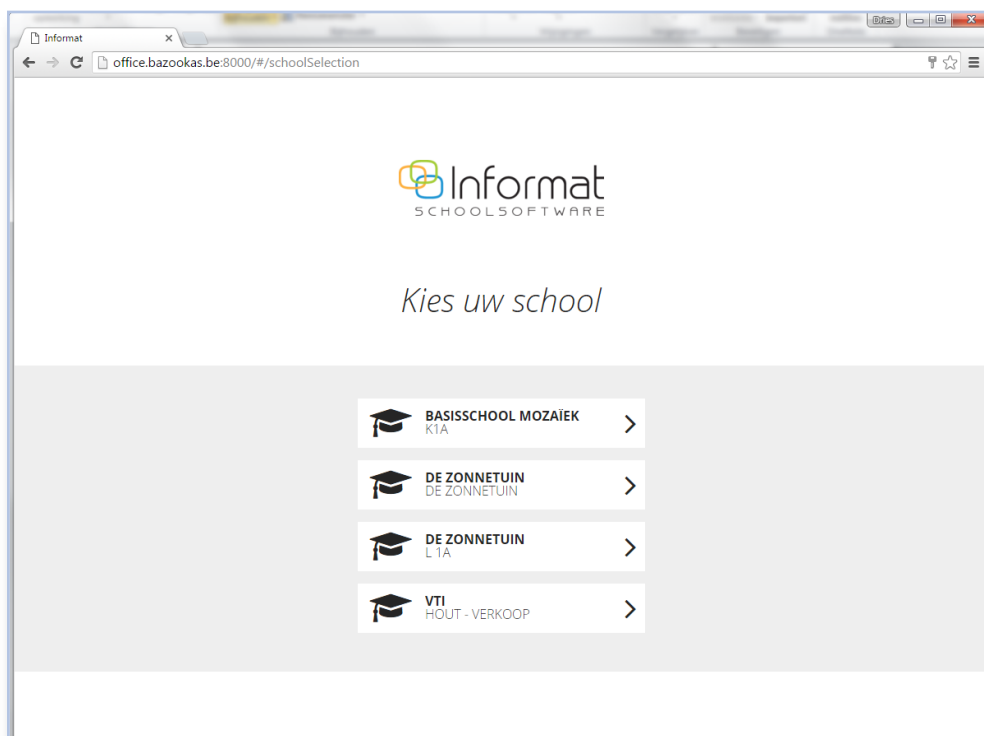 Dries
Informat
office.bazookas.be:8000/#/schoolSelection
Informat
SCHOOLSOFTWARE
Kies uw school
BASISSCHOOL MOZAÏEK
K1A
DE ZONNETUIN
DE ZONNETUIN
DE ZONNETUIN
L 1A
VTI
HOUT - VERKOOP